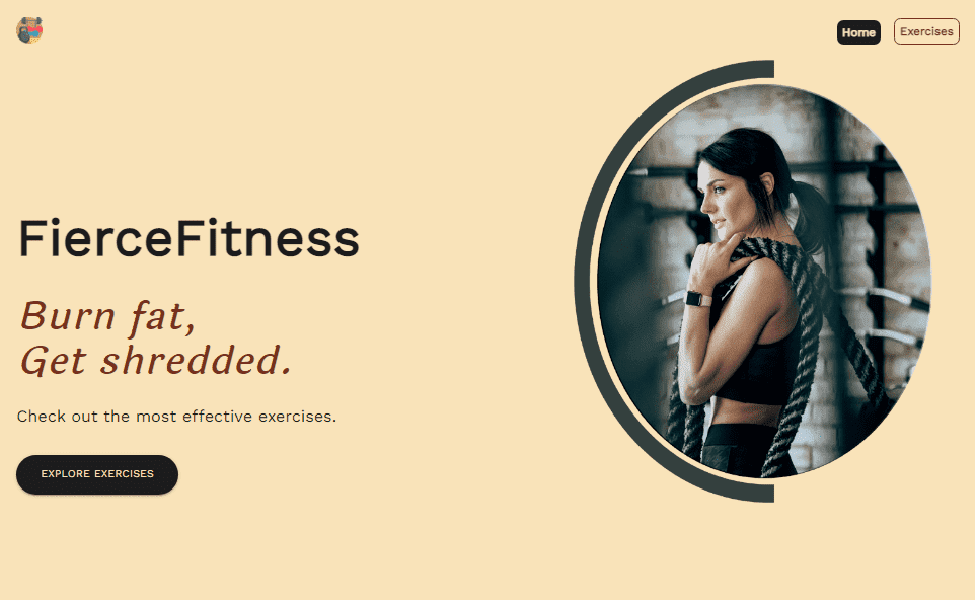 Home
Exercises
FierceFitness
Burn fat,
Get shredded.
Check out the most effective exercises.
EXPLORE EXERCISES